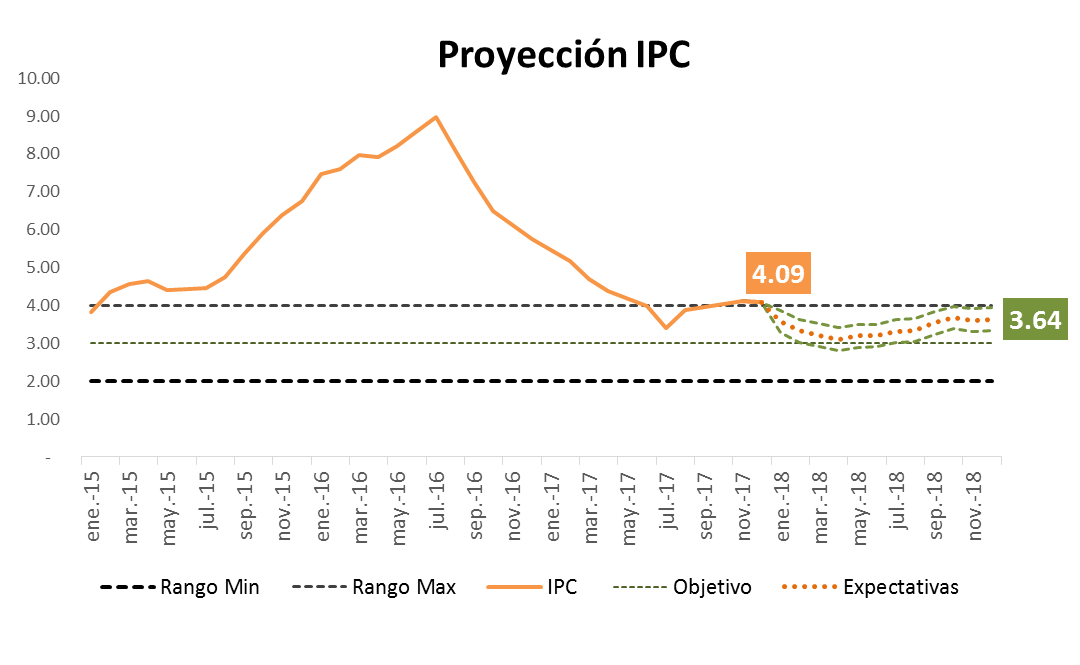 Proyección IPC
10.00
9.00
8.00
7.00
6.00
5.00
4.00
3.00
2.00
1.00
-
4.09
3.64
ene.-15
mar.-15
may.-15
jul.-15
sep.-15
nov.-15
ene.-16
mar.-16
may.-16
jul.-16
sep.-16
nov.-16
ene.-17
mar.-17
may.-17
jul.-17
sep.-17
nov.-17
ene.-18
mar.-18
may.-18
jul.-18
sep.-18
nov.-18
Rango Min Rango Max IPC Objetivo Expectativas